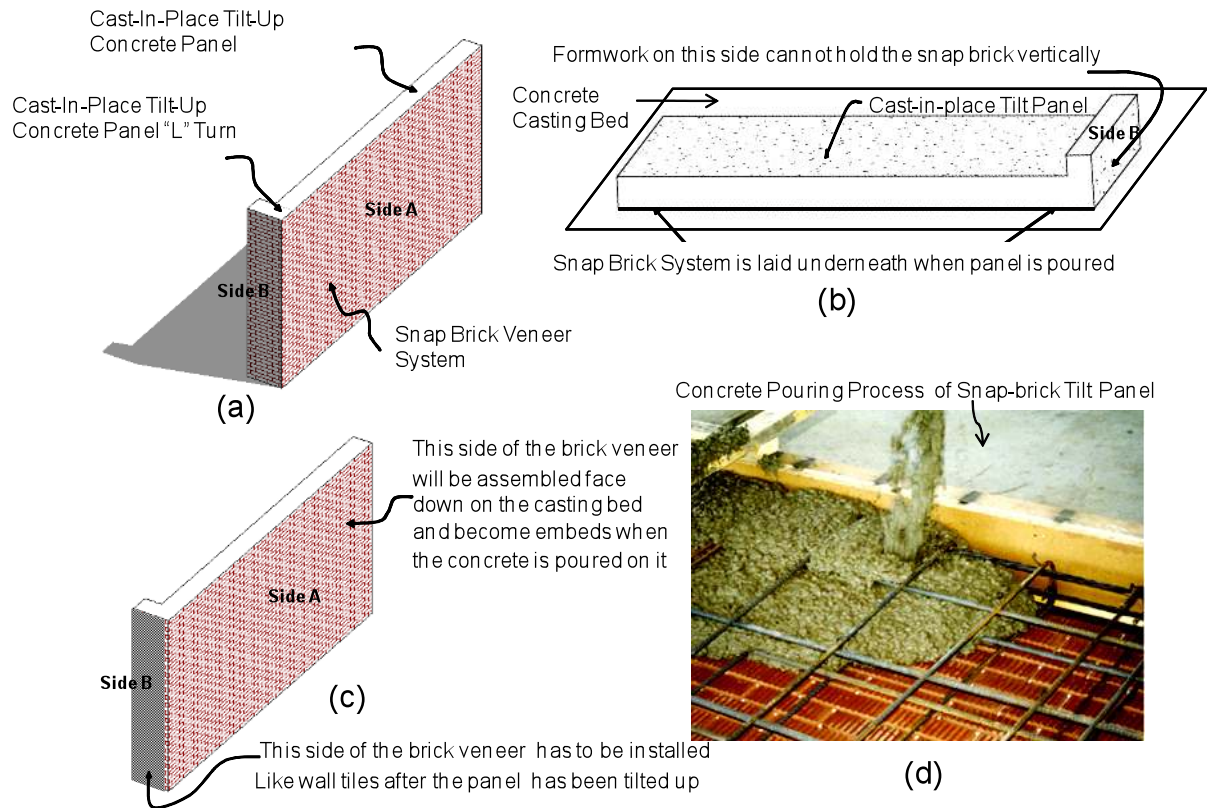 Cast-In-Place Tilt-Up
Concrete Panel
Cast-In-Place Tilt-Up
Concrete Panel "L" Turn
Side A
Side B
Snap Brick Veneer
System
(a)
Formwork on this side cannot hold the snap brick vertically
Concrete
Casting Bed
Cast-in-place Tilt Panel
Side B
Snap Brick System is laid underneath when panel is poured
(b)
This side of the brick veneer
will be assembled face
down on the casting bed
and become embeds when
the concrete is poured on it
Side A
Side B
(c)
This side of the brick veneer has to be installed
Like wall tiles after the panel has been tilted up
Concrete Pouring Process of Snap-brick Tilt Panel
(d)